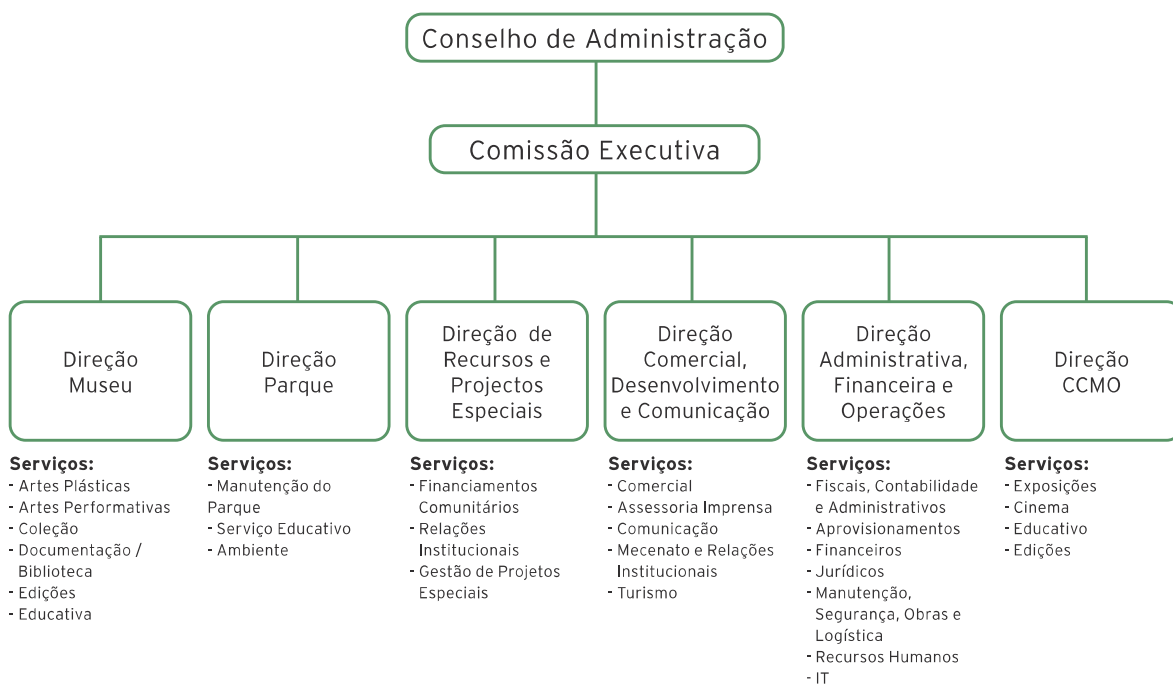 Conselho de Administração
Comissão Executiva
Direção
Museu
Direção
Parque
Direção de
Recursos e
Projectos
Especiais
Direção
Comercial,
Desenvolvimento
e Comunicação
Direção
Administrativa,
Financeira e
Operações
Direção
CCMO
Serviços:
- Artes Plásticas
- Artes Performativas
- Coleção
- Documentação /
Biblioteca
- Edições
- Educativa
Serviços:
- Manutenção do
Parque
- Serviço Educativo
- Ambiente
Serviços:
- Financiamentos
Comunitários
- Relações
Institucionais
- Gestão de Projetos
Especiais
Serviços:
- Comercial
- Assessoria Imprensa
- Comunicação
- Mecenato e Relações
Institucionais
- Turismo
Serviços:
- Fiscais, Contabilidade
e Administrativos
- Aprovisionamentos
- Financeiros
- Jurídicos
- Manutenção,
Segurança, Obras e
Logística
- Recursos Humanos
- IT
Serviços:
- Exposições
- Cinema
- Educativo
- Edições